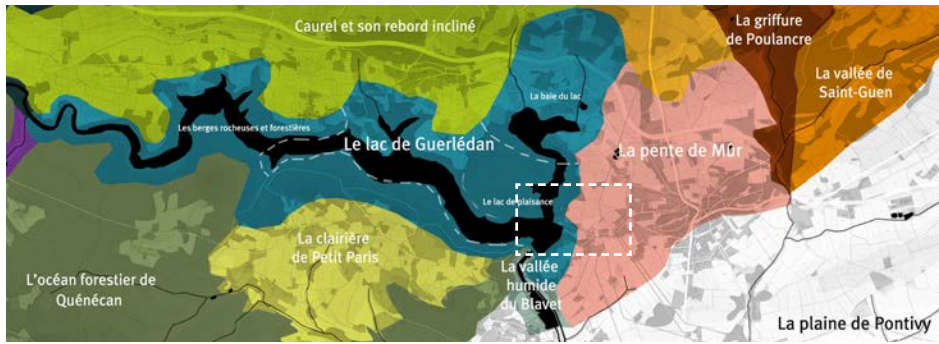 Caurel et son rebord incliné
La griffure
de Poulancre
La vallée de
Saint-Guen
La baie du lac
Les berges rocheuses et forestières
Le lac de Guerlédan
La pente de Mûr
Le lac de plaisance
La clairière
de Petit Paris
La vallée
humide
du Blavet
L'océan forestier de
Quénécan
La plaine de Pontivy